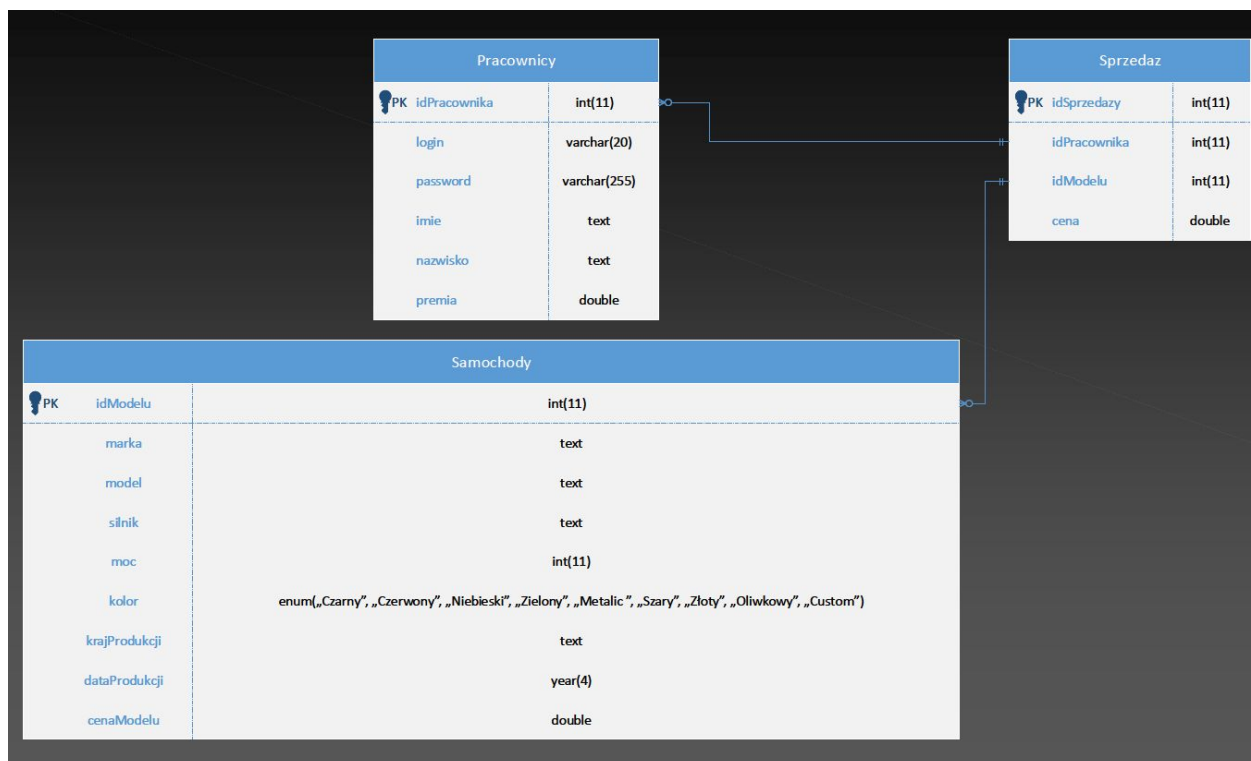 Pracownicy
PK idPracownika int(11)
login varchar(20)
password varchar(255)
imie text
nazwisko text
premia double
Sprzedaz
PK idSprzedazy int(11)
idPracownika int(11)
idModelu int(11)
cena double
Samochody
PK idModelu int(11)
marka text
model text
silnik text
moc int(11)
kolor enum(„Czarny”, „Czerwony”, „Niebieski”, „Zielony”, „Metalic ”, „Szary”, „Złoty”, „Oliwkowy”, „Custom”)
krajProdukcji text
dataProdukcji year(4)
cenaModelu double